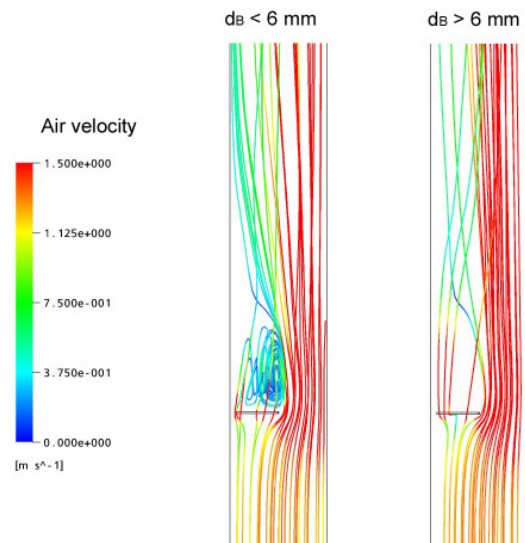 dB < 6 mm
dB > 6 mm
Air velocity
1.500e+000
1.125e+000
7.500e-001
3.750e-001
0.000e+000
[m s^-1]